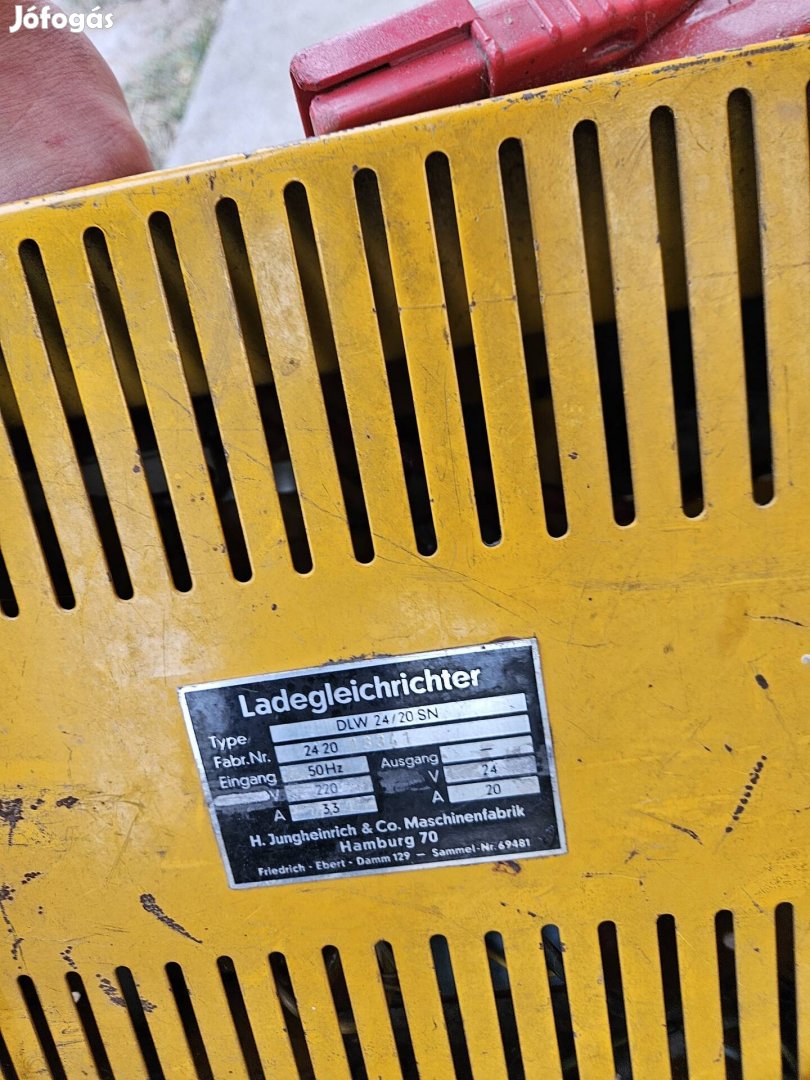 Jófogás
Ladegleichrichter
Type DLW 24/20 SN
Fabr.Nr. 24 20
Eingang 50Hz Ausgang —
V 220 V 24
A 3,3 A 20
H. Jungheinrich & Co. Maschinenfabrik
Hamburg 70
Friedrich - Ebert - Damm 129 — Sammel-Nr. 69481